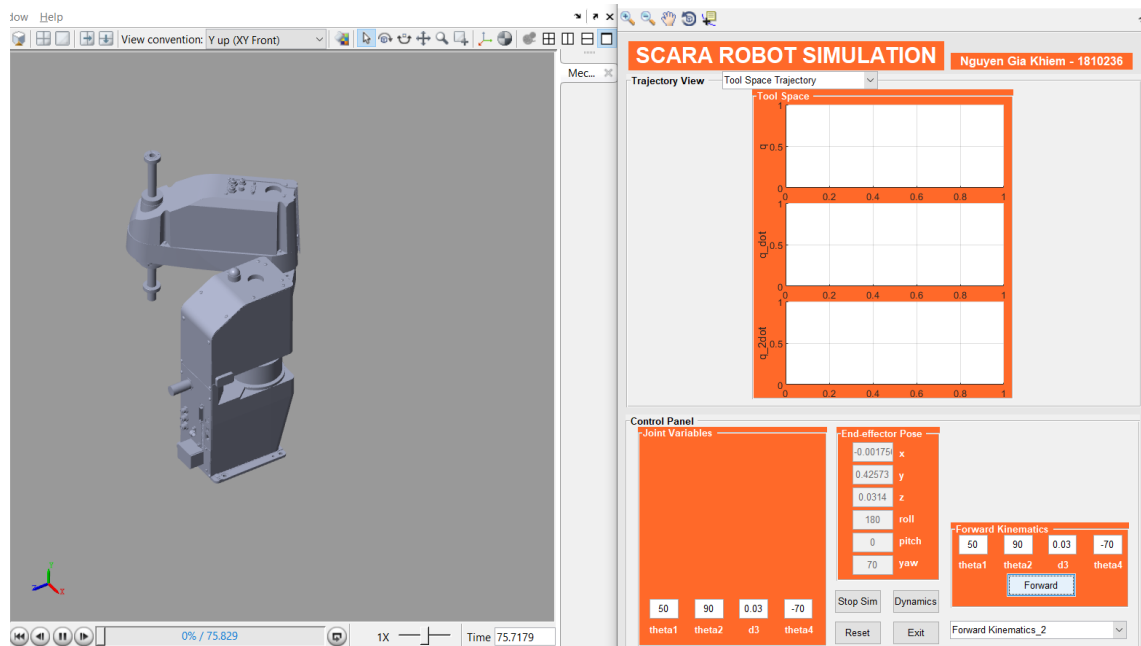 dow Help
View convention: Y up (XY Front)
Mec...
0% / 75.829
1X
Time 75.7179
SCARA ROBOT SIMULATION
Nguyen Gia Khiem - 1810236
Trajectory View
Tool Space Trajectory
Tool Space
1
q 0.5
0
0 0.2 0.4 0.6 0.8 1
1
q_dot 0.5
0
0 0.2 0.4 0.6 0.8 1
1
q_2dot 0.5
0
0 0.2 0.4 0.6 0.8 1
Control Panel
Joint Variables
50 90 0.03 -70
theta1 theta2 d3 theta4
End-effector Pose
-0.00175 x
0.42573 y
0.0314 z
180 roll
0 pitch
70 yaw
Stop Sim Dynamics
Reset Exit
Forward Kinematics
50 90 0.03 -70
theta1 theta2 d3 theta4
Forward
Forward Kinematics_2